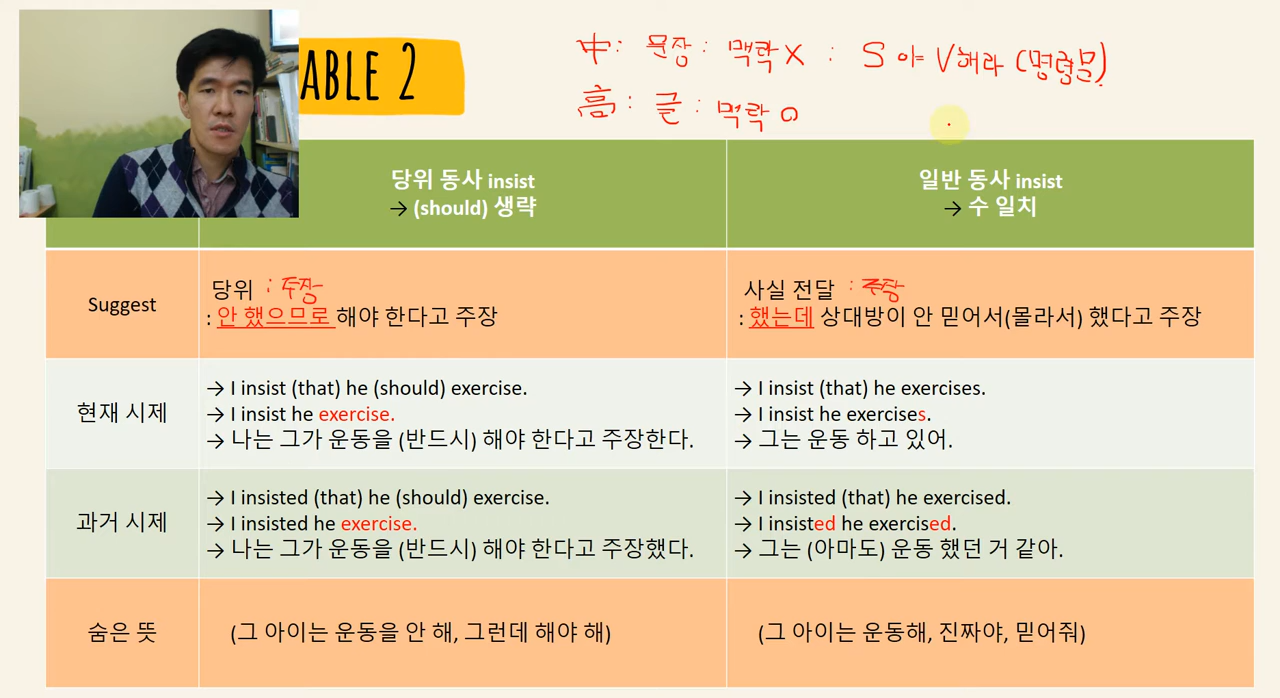 ABLE 2
中: 문장: 맥락X : S야 V해라 (명령문)
高: 글: 맥락O
당위 동사 insist
→ (should) 생략
일반 동사 insist
→ 수 일치
Suggest
당위 : 주장
: 안 했으므로 해야 한다고 주장
사실 전달 : 주장
: 했는데 상대방이 안 믿어서(몰라서) 했다고 주장
현재 시제
→ I insist (that) he (should) exercise.
→ I insist he exercise.
→ 나는 그가 운동을 (반드시) 해야 한다고 주장한다.
→ I insist (that) he exercises.
→ I insist he exercises.
→ 그는 운동 하고 있어.
과거 시제
→ I insisted (that) he (should) exercise.
→ I insisted he exercise.
→ 나는 그가 운동을 (반드시) 해야 한다고 주장했다.
→ I insisted (that) he exercised.
→ I insisted he exercised.
→ 그는 (아마도) 운동 했던 거 같아.
숨은 뜻
(그 아이는 운동을 안 해, 그런데 해야 해)
(그 아이는 운동해, 진짜야, 믿어줘)